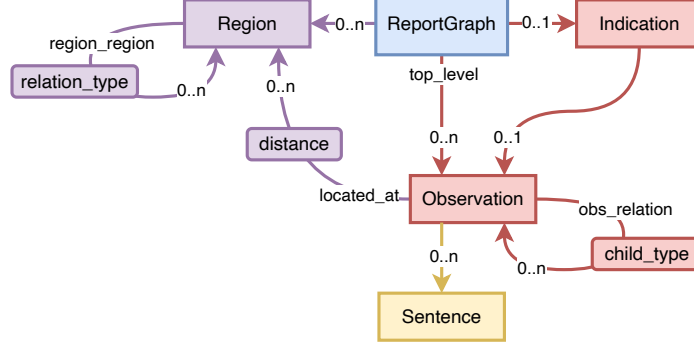 Region
0..n
ReportGraph
0..1
Indication
region_region
relation_type
0..n
top_level
distance
0..n
0..1
located_at
Observation
obs_relation
0..n
0..n
child_type
Sentence